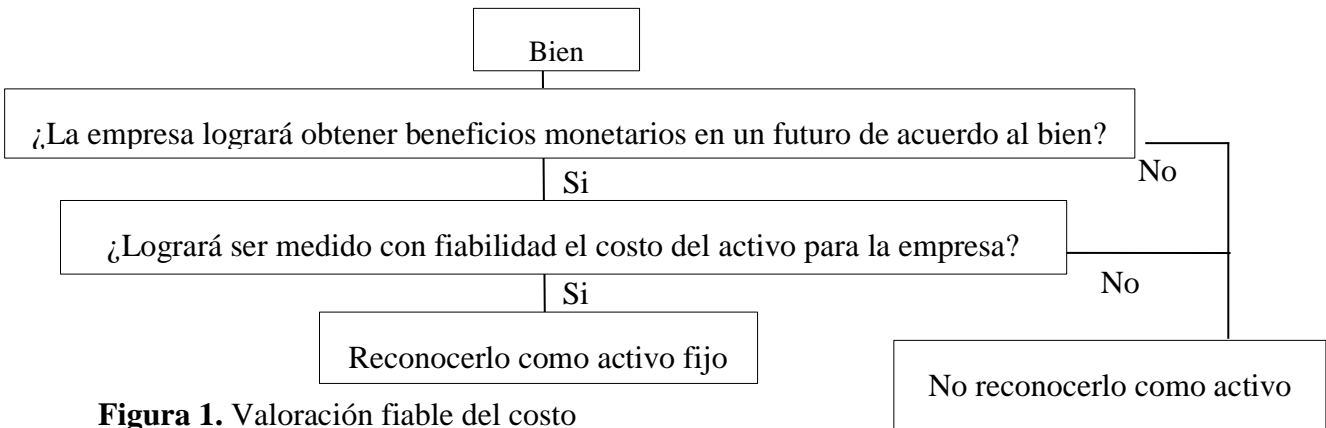 Bien
¿La empresa logrará obtener beneficios monetarios en un futuro de acuerdo al bien?
No
Si
¿Logrará ser medido con fiabilidad el costo del activo para la empresa?
No
Si
Reconocerlo como activo fijo
No reconocerlo como activo
Figura 1. Valoración fiable del costo